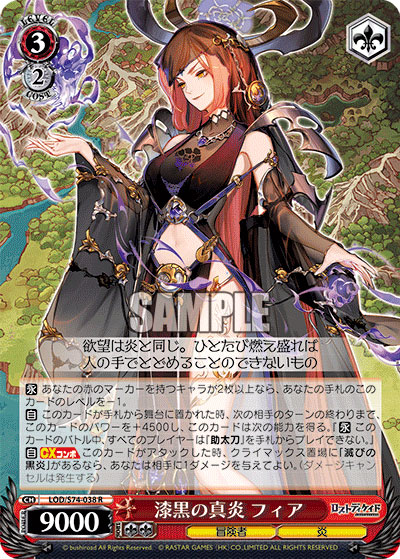 LEVEL
3
2
COST
SAMPLE
欲望は炎と同じ。ひとたび燃え盛れば
人の手でとどめることのできないもの
永 あなたの赤のマーカーを持つキャラが2枚以上なら、あなたの手札のこのカードのレベルを－1。
自 このカードが手札から舞台に置かれた時、次の相手のターンの終わりまで、
このカードのパワーを＋4500し、このカードは次の能力を得る。『永 この
カードのバトル中、すべてのプレイヤーは「助太刀」を手札からプレイできない。』
自 CXコンボ このカードがアタックした時、クライマックス置場に「滅びの
黒炎」があるなら、あなたは相手に1ダメージを与えてよい。（ダメージキャン
セルは発生する）
CH LOD/S74-038 R
漆黒の真炎 フィア
9000
冒険者 炎
ロストディケイド
©bushiroad All Rights Reserved. © RASTAR GAMES (HK) CO.,LIMITED ALL RIGHTS RESERVED.